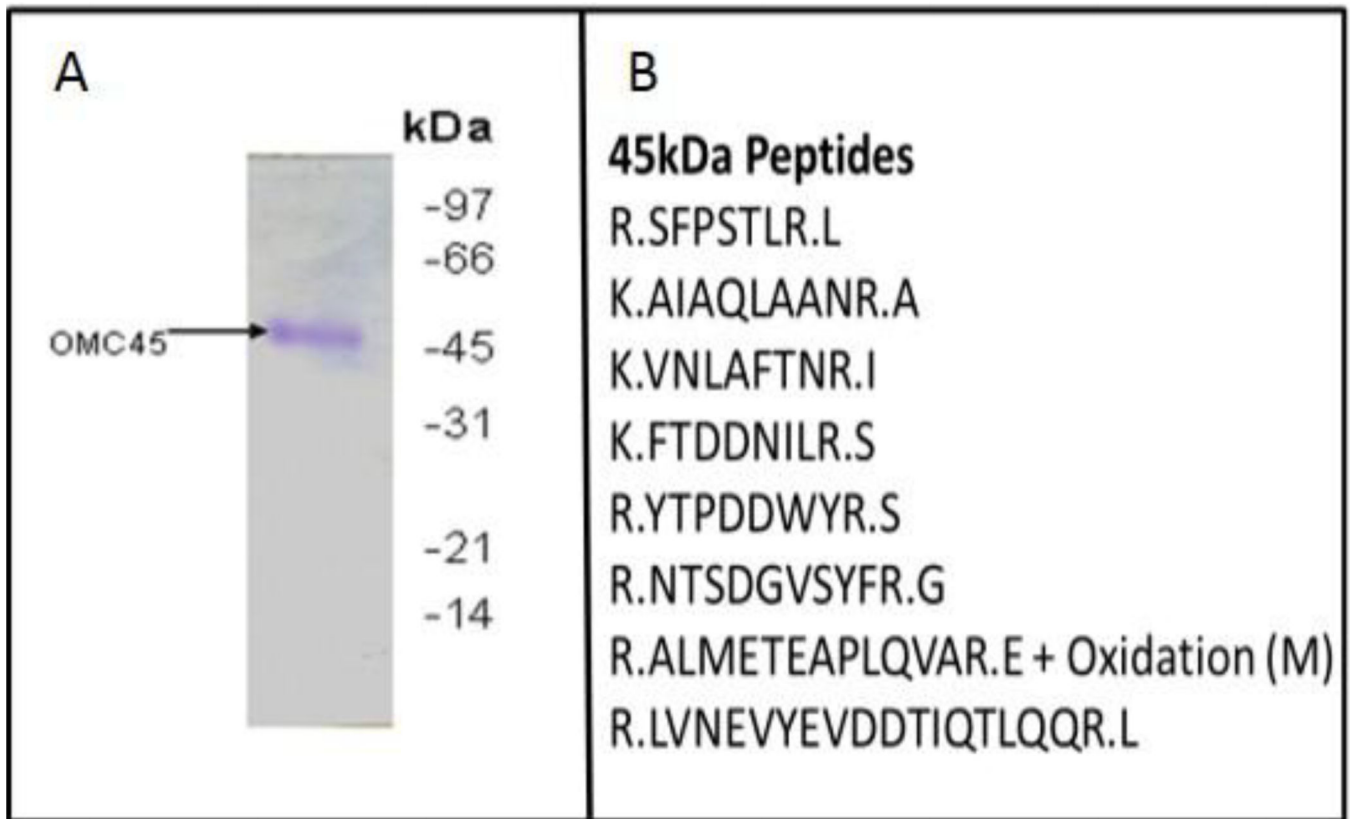 A
kDa
-97
-66
OMC45
-45
-31
-21
-14
B
45kDa Peptides
R.SFPSTLR.L
K.AIAQLAANR.A
K.VNLAFTNR.I
K.FTDDNILR.S
R.YTPDDWYR.S
R.NTSDGVSYFR.G
R.ALMETEAPLQVAR.E + Oxidation (M)
R.LVNEVYEVDDTIQTLQQR.L